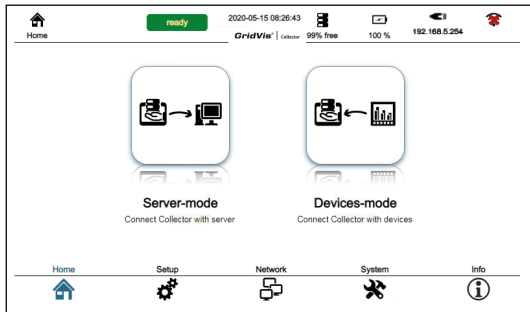 ready
2020-05-15 08:26:43
Home
GridVis® | Collector
99% free
100 %
192.168.5.254
Server-mode
Devices-mode
Connect Collector with server
Connect Collector with devices
Home
Setup
Network
System
Info